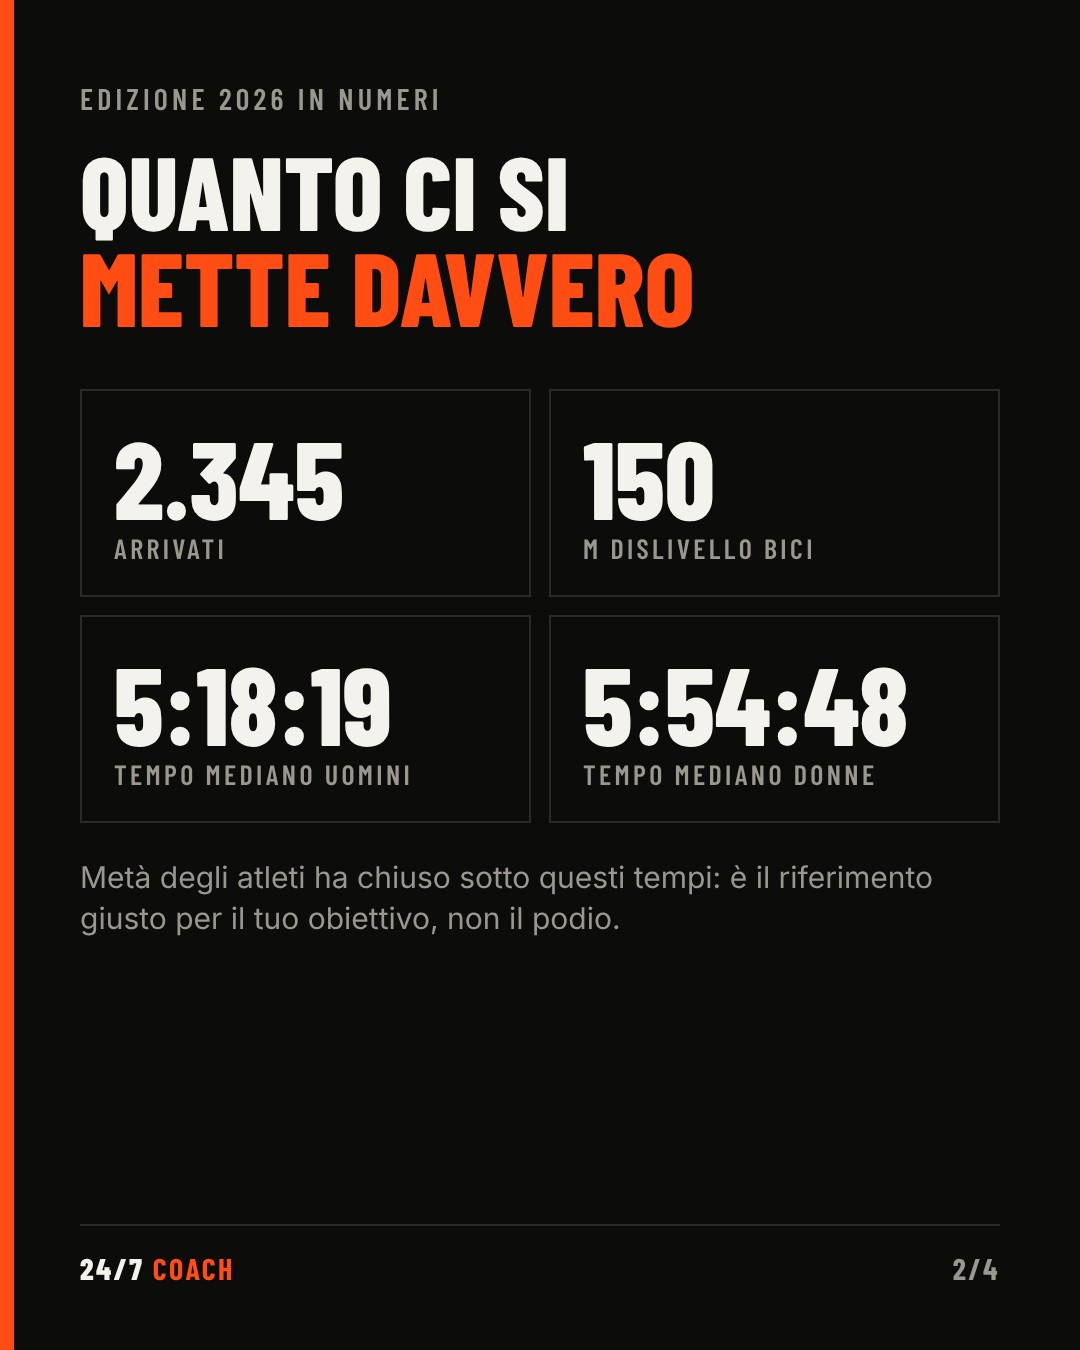 EDIZIONE 2026 IN NUMERI
QUANTO CI SI
METTE DAVVERO
2.345
ARRIVATI
150
M DISLIVELLO BICI
5:18:19
TEMPO MEDIANO UOMINI
5:54:48
TEMPO MEDIANO DONNE
Metà degli atleti ha chiuso sotto questi tempi: è il riferimento
giusto per il tuo obiettivo, non il podio.
24/7 COACH
2/4